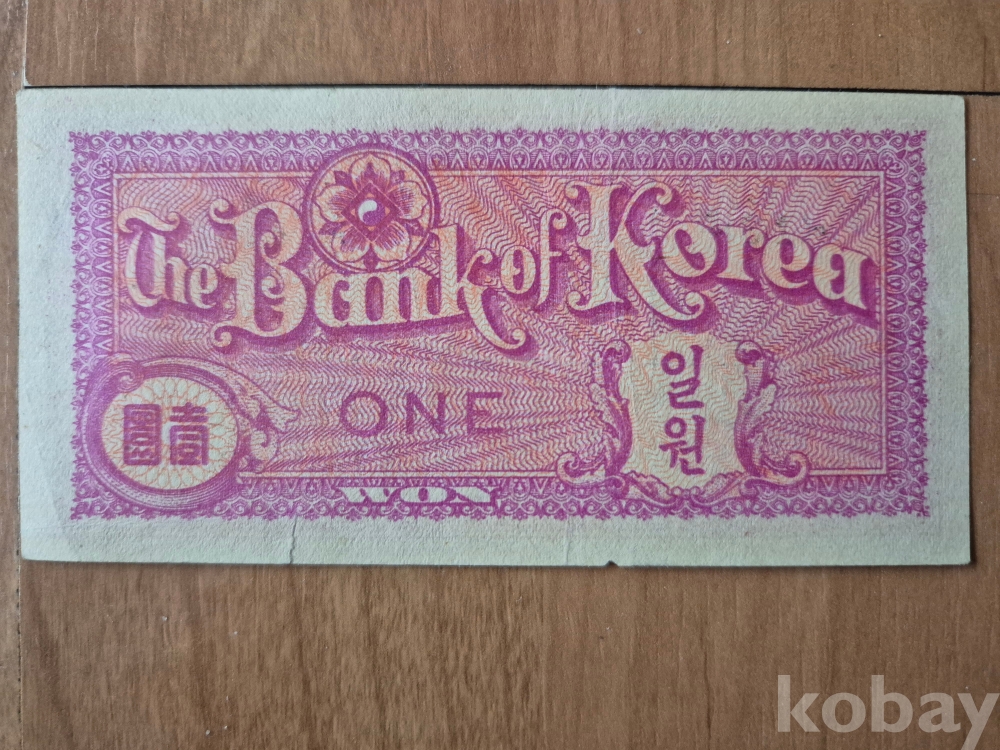 The Bank of Korea
圓壹
ONE
일원
WON
kobay